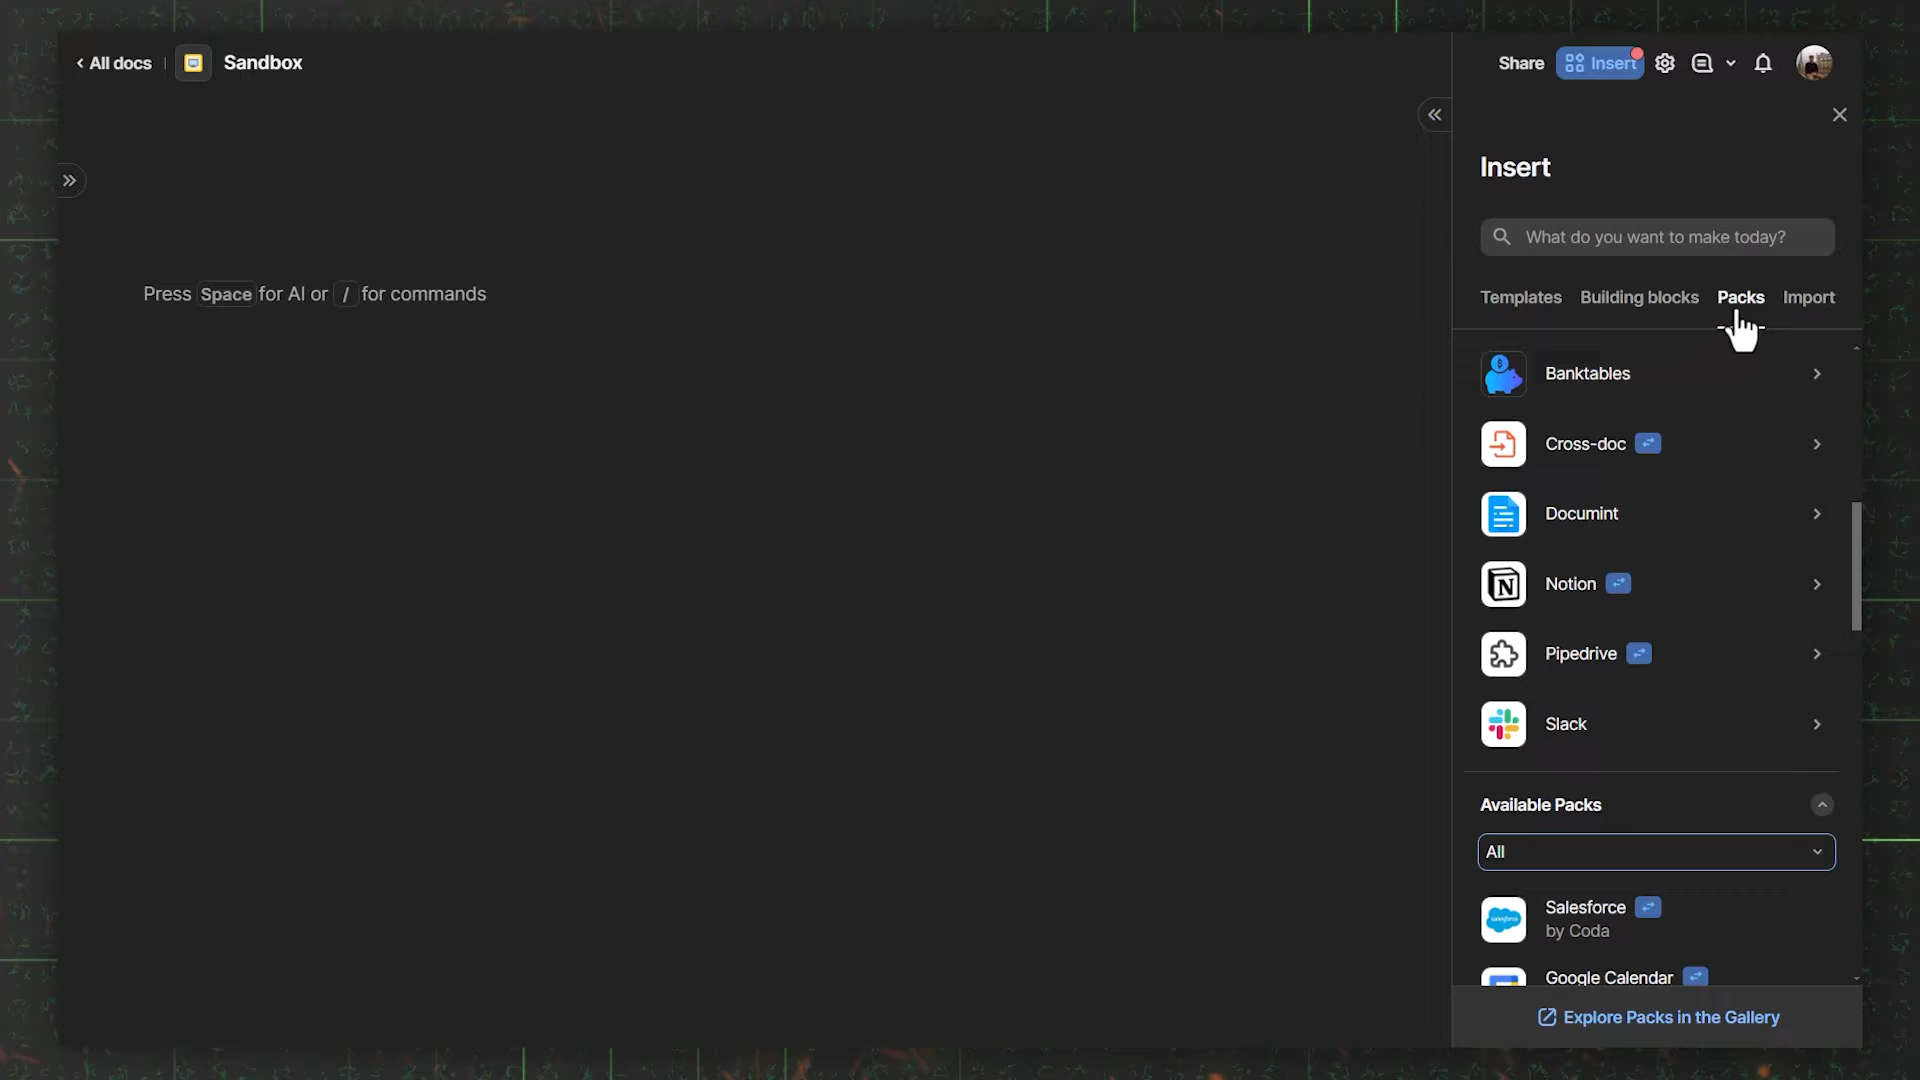 All docs
Sandbox
Share
Insert
Insert
What do you want to make today?
Templates Building blocks Packs Import
Press Space for AI or / for commands
Banktables
Cross-doc
Documint
Notion
Pipedrive
Slack
Available Packs
All
salesforce
Salesforce
by Coda
Google Calendar
Explore Packs in the Gallery